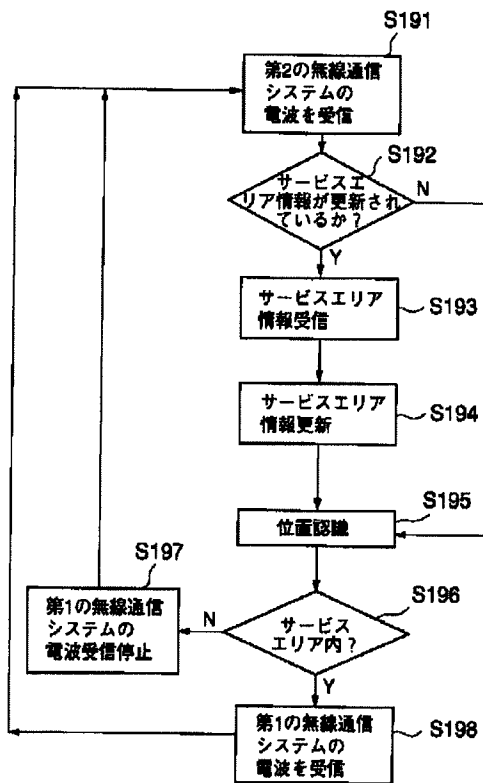 S191
第2の無線通信
システムの
電波を受信
S192
サービスエ
リア情報が更新され
ているか?
N
Y
サービスエリア
情報受信
S193
サービスエリア
情報更新
S194
位置認識
S195
S196
サービス
エリア内?
N
Y
S197
第1の無線通信
システムの
電波受信停止
第1の無線通信
システムの
電波を受信
S198